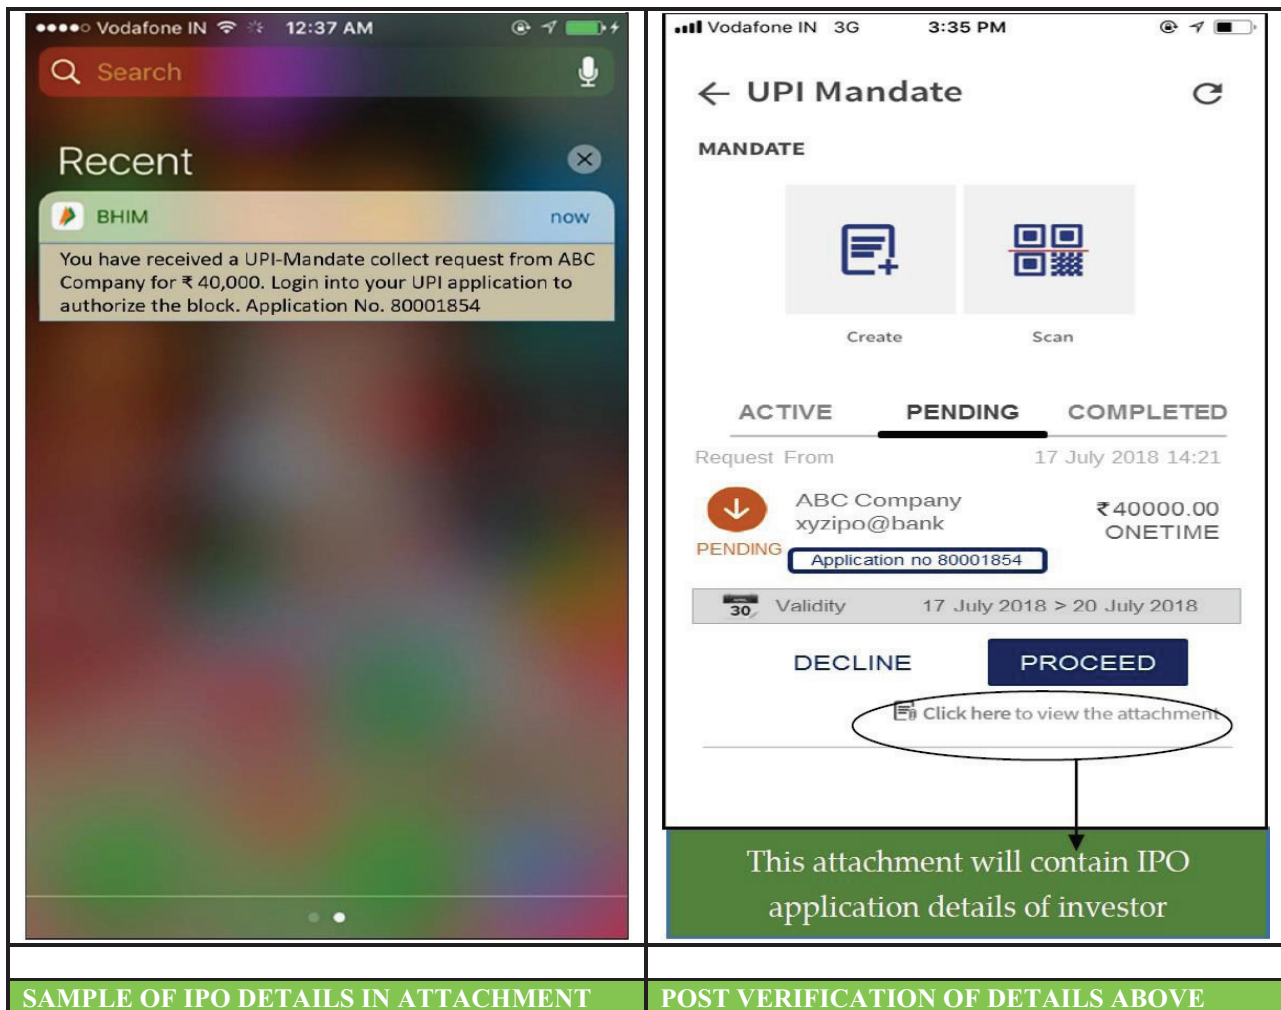 Vodafone IN 12:37 AM
Search
Recent
BHIM now
You have received a UPI-Mandate collect request from ABC
Company for ₹ 40,000. Login into your UPI application to
authorize the block. Application No. 80001854
Vodafone IN 3G 3:35 PM
← UPI Mandate
MANDATE
Create Scan
ACTIVE PENDING COMPLETED
Request From 17 July 2018 14:21
ABC Company ₹40000.00
xyzipo@bank ONETIME
PENDING
Application no 80001854
30 Validity 17 July 2018 > 20 July 2018
DECLINE PROCEED
Click here to view the attachment
This attachment will contain IPO
application details of investor
SAMPLE OF IPO DETAILS IN ATTACHMENT
POST VERIFICATION OF DETAILS ABOVE